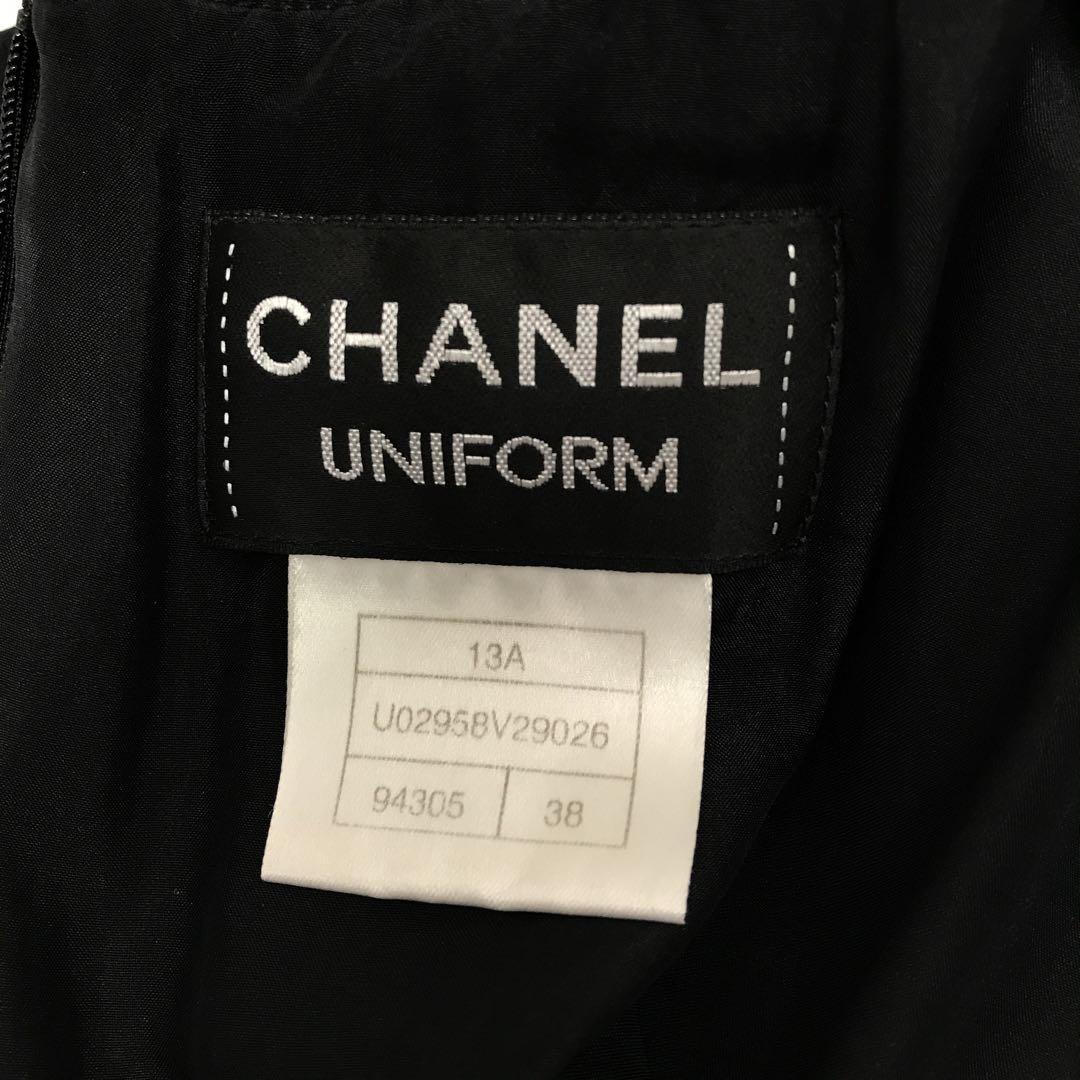 CHANEL
UNIFORM
13A
U02958V29026
94305 38